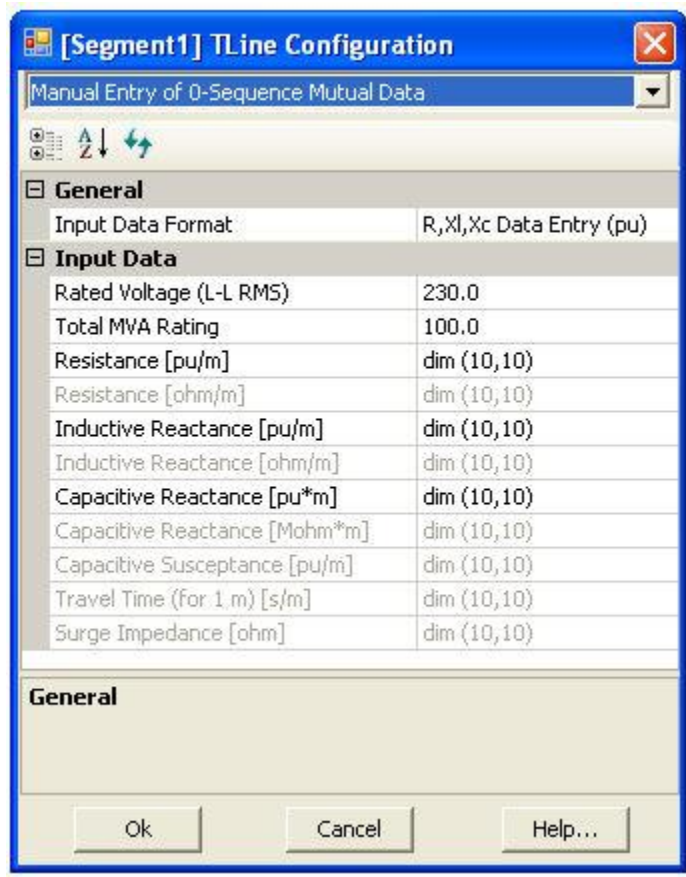 [Segment1] TLine Configuration
Manual Entry of 0-Sequence Mutual Data
General
Input Data Format R,Xl,Xc Data Entry (pu)
Input Data
Rated Voltage (L-L RMS) 230.0
Total MVA Rating 100.0
Resistance [pu/m] dim (10,10)
Resistance [ohm/m] dim (10,10)
Inductive Reactance [pu/m] dim (10,10)
Inductive Reactance [ohm/m] dim (10,10)
Capacitive Reactance [pu*m] dim (10,10)
Capacitive Reactance [Mohm*m] dim (10,10)
Capacitive Susceptance [pu/m] dim (10,10)
Travel Time (for 1 m) [s/m] dim (10,10)
Surge Impedance [ohm] dim (10,10)
General
Ok Cancel Help...